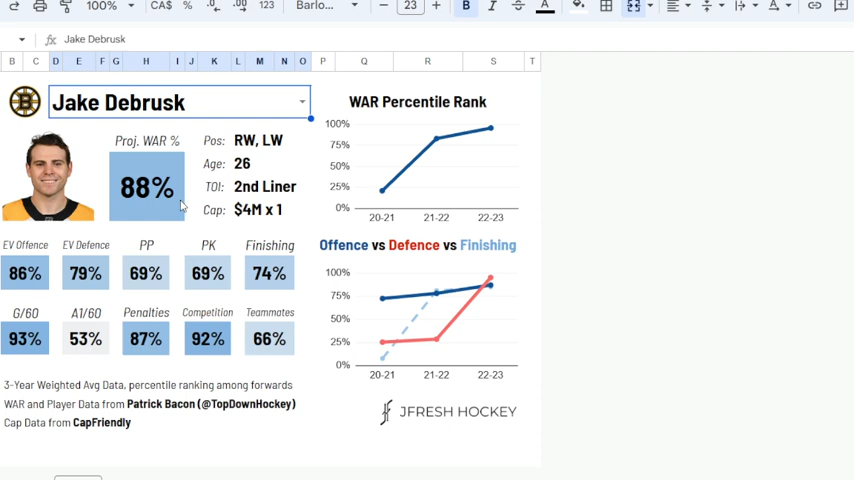 100% CA$ % .0 .00 123 Barlo... − 23 + B I S A
fx Jake Debrusk
B C D E F G H I J K L M N O P Q R S T
Jake Debrusk
Proj. WAR %
88%
Pos: RW, LW
Age: 26
TOI: 2nd Liner
Cap: $4M x 1
EV Offence EV Defence PP PK Finishing
86% 79% 69% 69% 74%
G/60 A1/60 Penalties Competition Teammates
93% 53% 87% 92% 66%
3-Year Weighted Avg Data, percentile ranking among forwards
WAR and Player Data from Patrick Bacon (@TopDownHockey)
Cap Data from CapFriendly
WAR Percentile Rank
100%
75%
50%
25%
0%
20-21 21-22 22-23
Offence vs Defence vs Finishing
100%
75%
50%
25%
0%
20-21 21-22 22-23
JFRESH HOCKEY